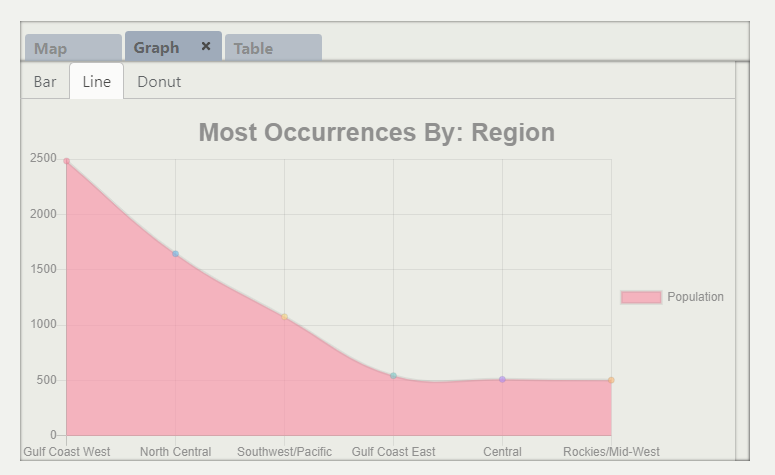 Map Graph × Table
Bar Line Donut
Most Occurrences By: Region
2500
2000
1500
1000
500
0
Population
Gulf Coast West North Central Southwest/Pacific Gulf Coast East Central Rockies/Mid-West